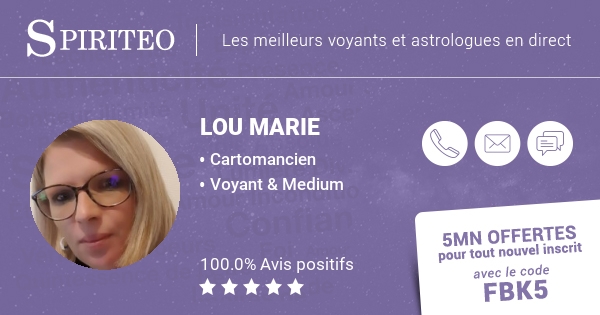 SPIRITEO
Les meilleurs voyants et astrologues en direct
LOU MARIE
• Cartomancien
• Voyant & Medium
100.0% Avis positifs
5MN OFFERTES
pour tout nouvel inscrit
avec le code
FBK5